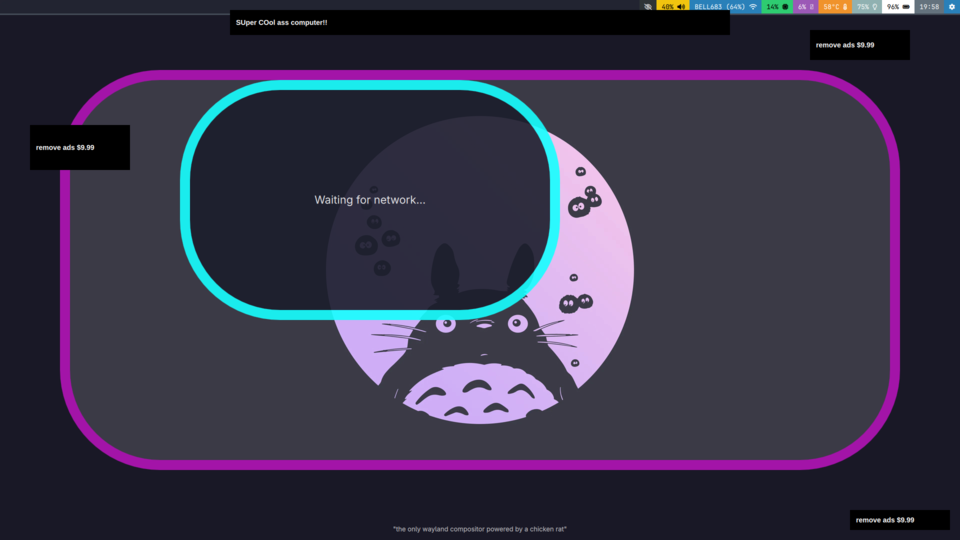 40% BELL683 (64%) 14% 6% 58°C 75% 96% 19:58
SUper COol ass computer!!
remove ads $9.99
remove ads $9.99
Waiting for network...
remove ads $9.99
"the only wayland compositor powered by a chicken rat"